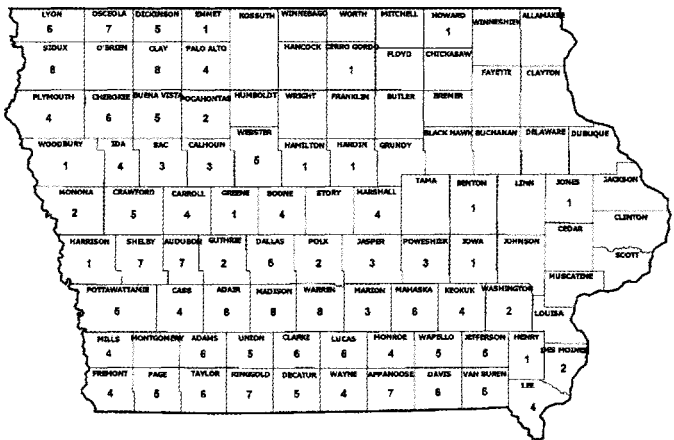 LYON OSCEOLA DICKINSON EMMET KOSSUTH WINNEBAGO WORTH MITCHELL HOWARD WINNESHIEK ALLAMAKEE
6 7 5 1 1
SIOUX O'BRIEN CLAY PALO ALTO HANCOCK CERRO GORDO FLOYD CHICKASAW
8 8 4 1
FAYETTE CLAYTON
PLYMOUTH CHEROKEE BUENA VISTA POCAHONTAS HUMBOLDT WRIGHT FRANKLIN BUTLER BREMER
4 6 5 2
WEBSTER BLACK HAWK BUCHANAN DELAWARE DUBUQUE
WOODBURY IDA SAC CALHOUN HAMILTON HARDIN GRUNDY
1 4 3 3 5 1 1
TAMA BENTON LINN JONES JACKSON
MONONA CRAWFORD CARROLL GREENE BOONE STORY MARSHALL
2 5 4 1 4 4 1 1
CLINTON
CEDAR
HARRISON SHELBY AUDUBON GUTHRIE DALLAS POLK JASPER POWESHIEK IOWA JOHNSON SCOTT
1 7 7 2 2 3 3 1
MUSCATINE
POTTAWATTAMIE CASS ADAIR MADISON WARREN MARION MAHASKA KEOKUK WASHINGTON
4 8 8 3 6 4 2
LOUISA
MILLS MONTGOMERY ADAMS UNION CLARKE LUCAS MONROE WAPELLO JEFFERSON HENRY
4 6 5 6 6 4 5 5 1
DES MOINES
2
FREMONT PAGE TAYLOR RINGGOLD DECATUR WAYNE APPANOOSE DAVIS VAN BUREN LEE
4 5 6 7 5 4 7 6 4